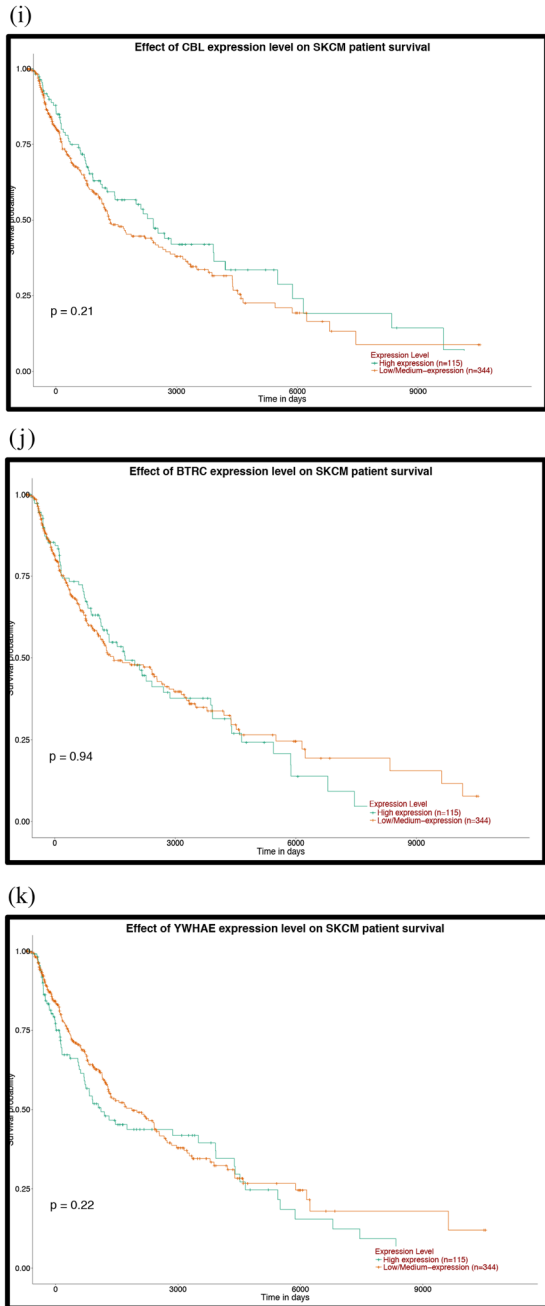 (i)
Effect of CBL expression level on SKCM patient survival
1.00
0.75
0.50
0.25
0.00
Survival probability
p = 0.21
Expression Level
High expression (n=115)
Low/Medium-expression (n=344)
0 3000 6000 9000
Time in days
(j)
Effect of BTRC expression level on SKCM patient survival
1.00
0.75
0.50
0.25
0.00
Survival probability
p = 0.94
Expression Level
High expression (n=115)
Low/Medium-expression (n=344)
0 3000 6000 9000
Time in days
(k)
Effect of YWHAE expression level on SKCM patient survival
1.00
0.75
0.50
0.25
0.00
Survival probability
p = 0.22
Expression Level
High expression (n=115)
Low/Medium-expression (n=344)
0 3000 6000 9000
Time in days